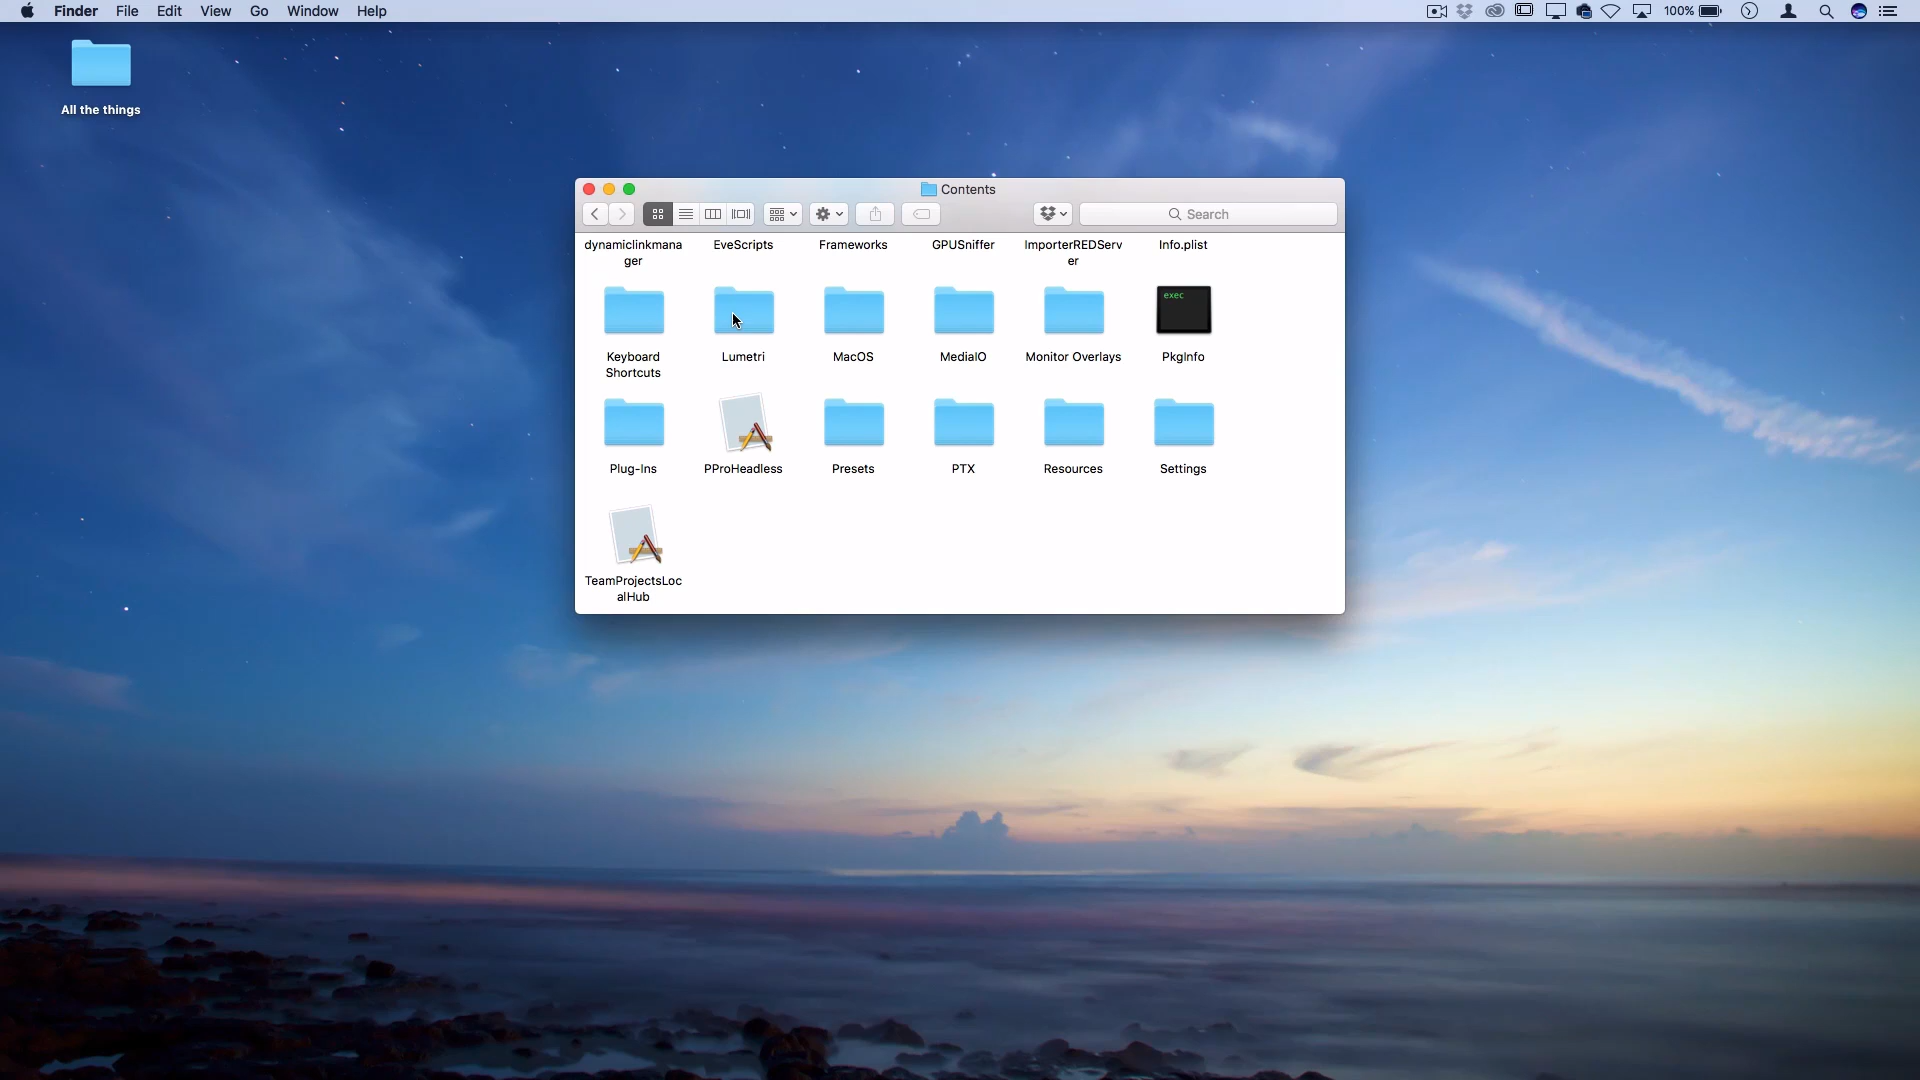 Finder File Edit View Go Window Help
100%
All the things
Contents
Search
dynamiclinkmana
ger
EveScripts
Frameworks
GPUSniffer
ImporterREDServ
er
Info.plist
exec
Keyboard
Shortcuts
Lumetri
MacOS
MediaIO
Monitor Overlays
PkgInfo
Plug-Ins
PProHeadless
Presets
PTX
Resources
Settings
TeamProjectsLoc
alHub